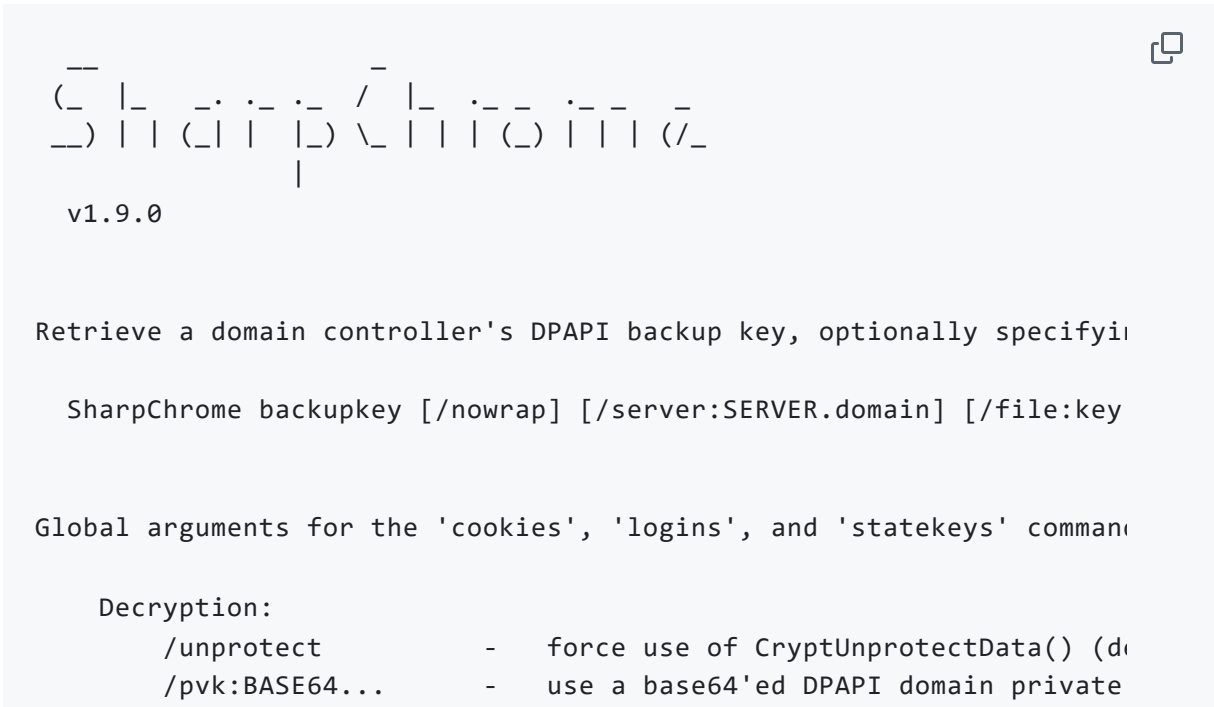 __                 _
 (_  |_   _. ._ ._  /  |_  ._ _  ._ _   _
 __) | | (_| |  |_) \_ | | | (_) | | | (/_
                |
  v1.9.0
Retrieve a domain controller's DPAPI backup key, optionally
  SharpChrome backupkey [/nowrap] [/server:SERVER.domain] [/file:key
Global arguments for the 'cookies', 'logins', and 'statekeys'
    Decryption:
        /unprotect          -   force use of CryptUnprotectData()
        /pvk:BASE64...      -   use a base64'ed DPAPI domain private